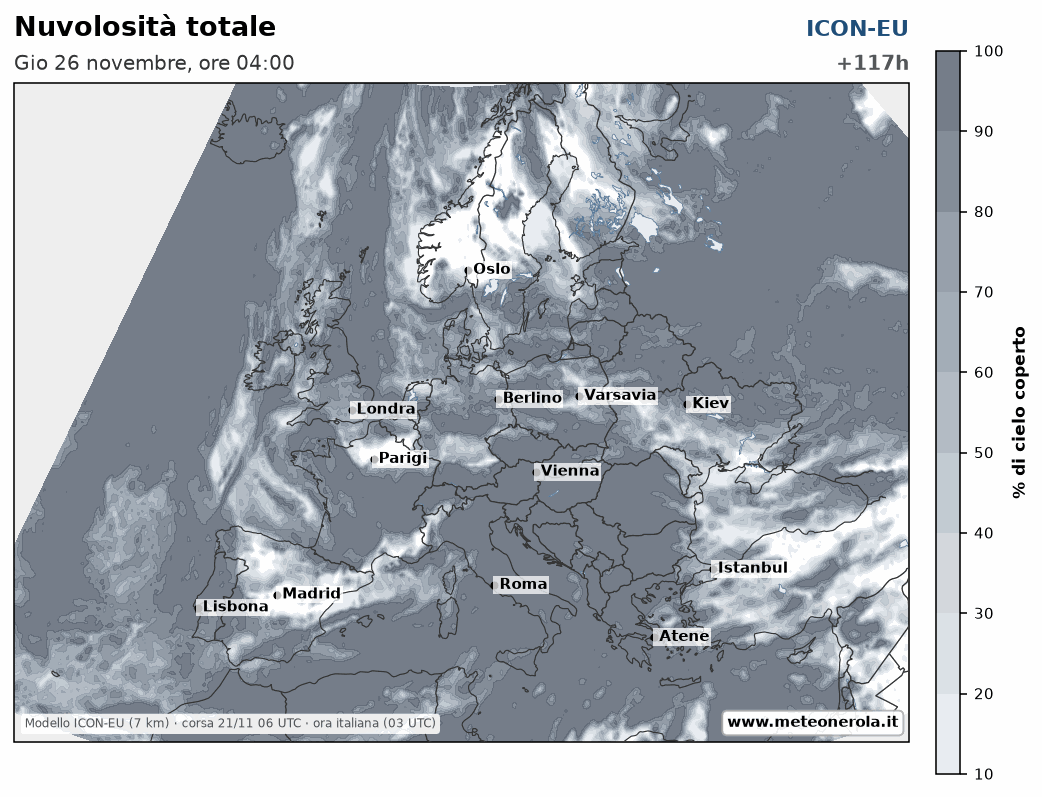 Nuvolosità totale
ICON-EU
Gio 26 novembre, ore 04:00
+117h
100
90
80
70
60
50
40
30
20
10
% di cielo coperto
Oslo
Londra
Berlino
Varsavia
Kiev
Parigi
Vienna
Istanbul
Roma
Madrid
Lisbona
Atene
Modello ICON-EU (7 km) · corsa 21/11 06 UTC · ora italiana (03 UTC)
www.meteonerola.it